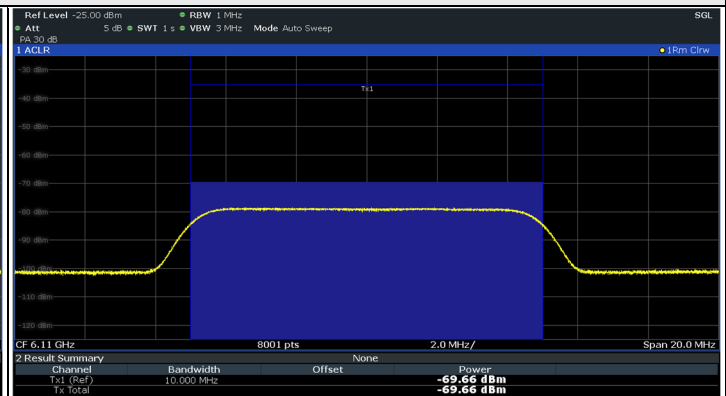 Ref Level -25.00 dBm RBW 1 MHz SGL
Att 5 dB SWT 1 s VBW 3 MHz Mode Auto Sweep
PA 30 dB
1 ACLR 1Rm Clrw
-30 dBm
Tx1
-40 dBm
-50 dBm
-60 dBm
-70 dBm
-80 dBm
-90 dBm
-100 dBm
-110 dBm
-120 dBm
CF 6.11 GHz 8001 pts 2.0 MHz/ Span 20.0 MHz
2 Result Summary None
Channel Bandwidth Offset Power
Tx1 (Ref) 10.000 MHz -69.66 dBm
Tx Total -69.66 dBm